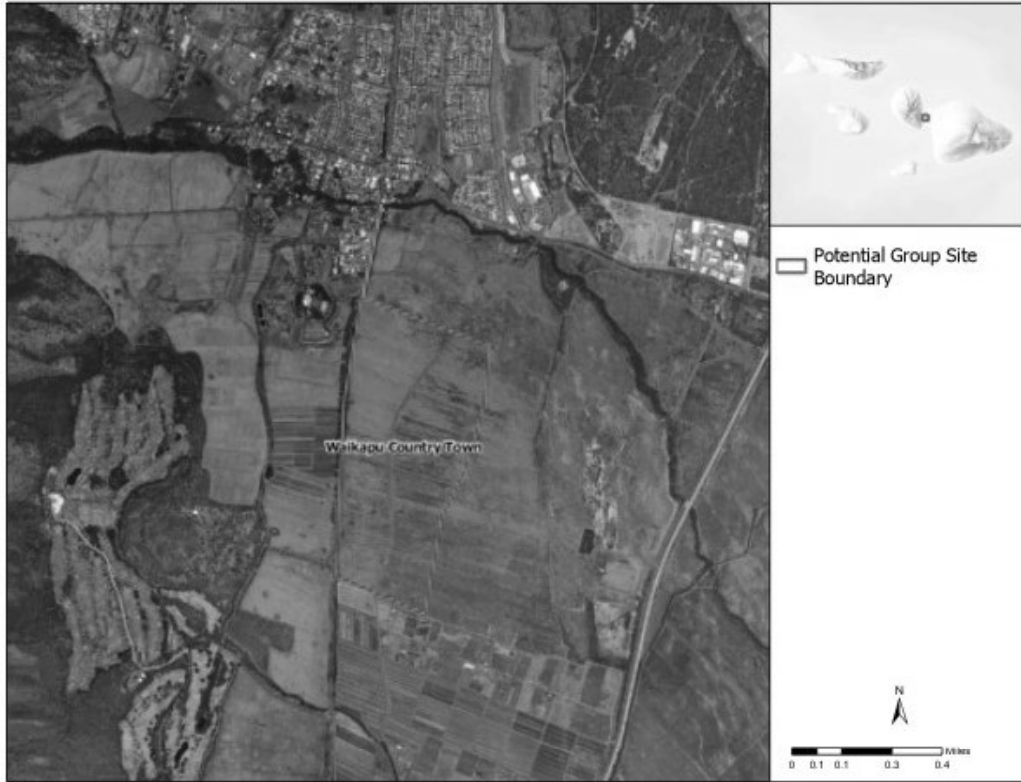 Potential Group Site
Boundary
Waikapu Country Town
N
Miles
0 0.1 0.1 0.3 0.4